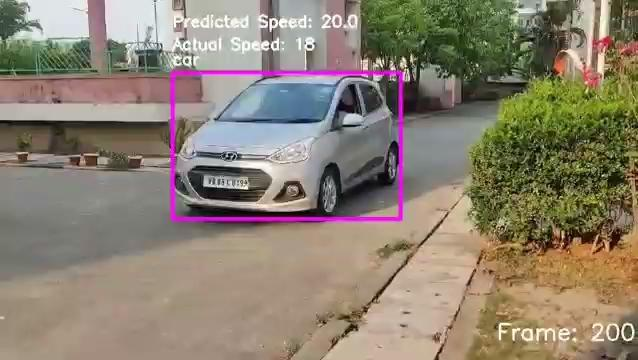 Predicted Speed: 20.0
Actual Speed: 18
car
Frame: 200